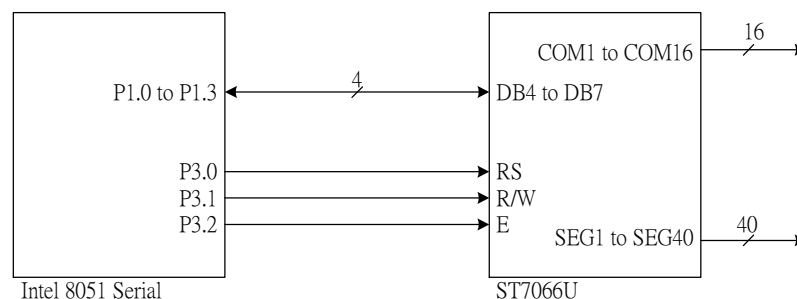 COM1 to COM16
16
P1.0 to P1.3
4
DB4 to DB7
P3.0
RS
P3.1
R/W
P3.2
E
SEG1 to SEG40
40
Intel 8051 Serial
ST7066U